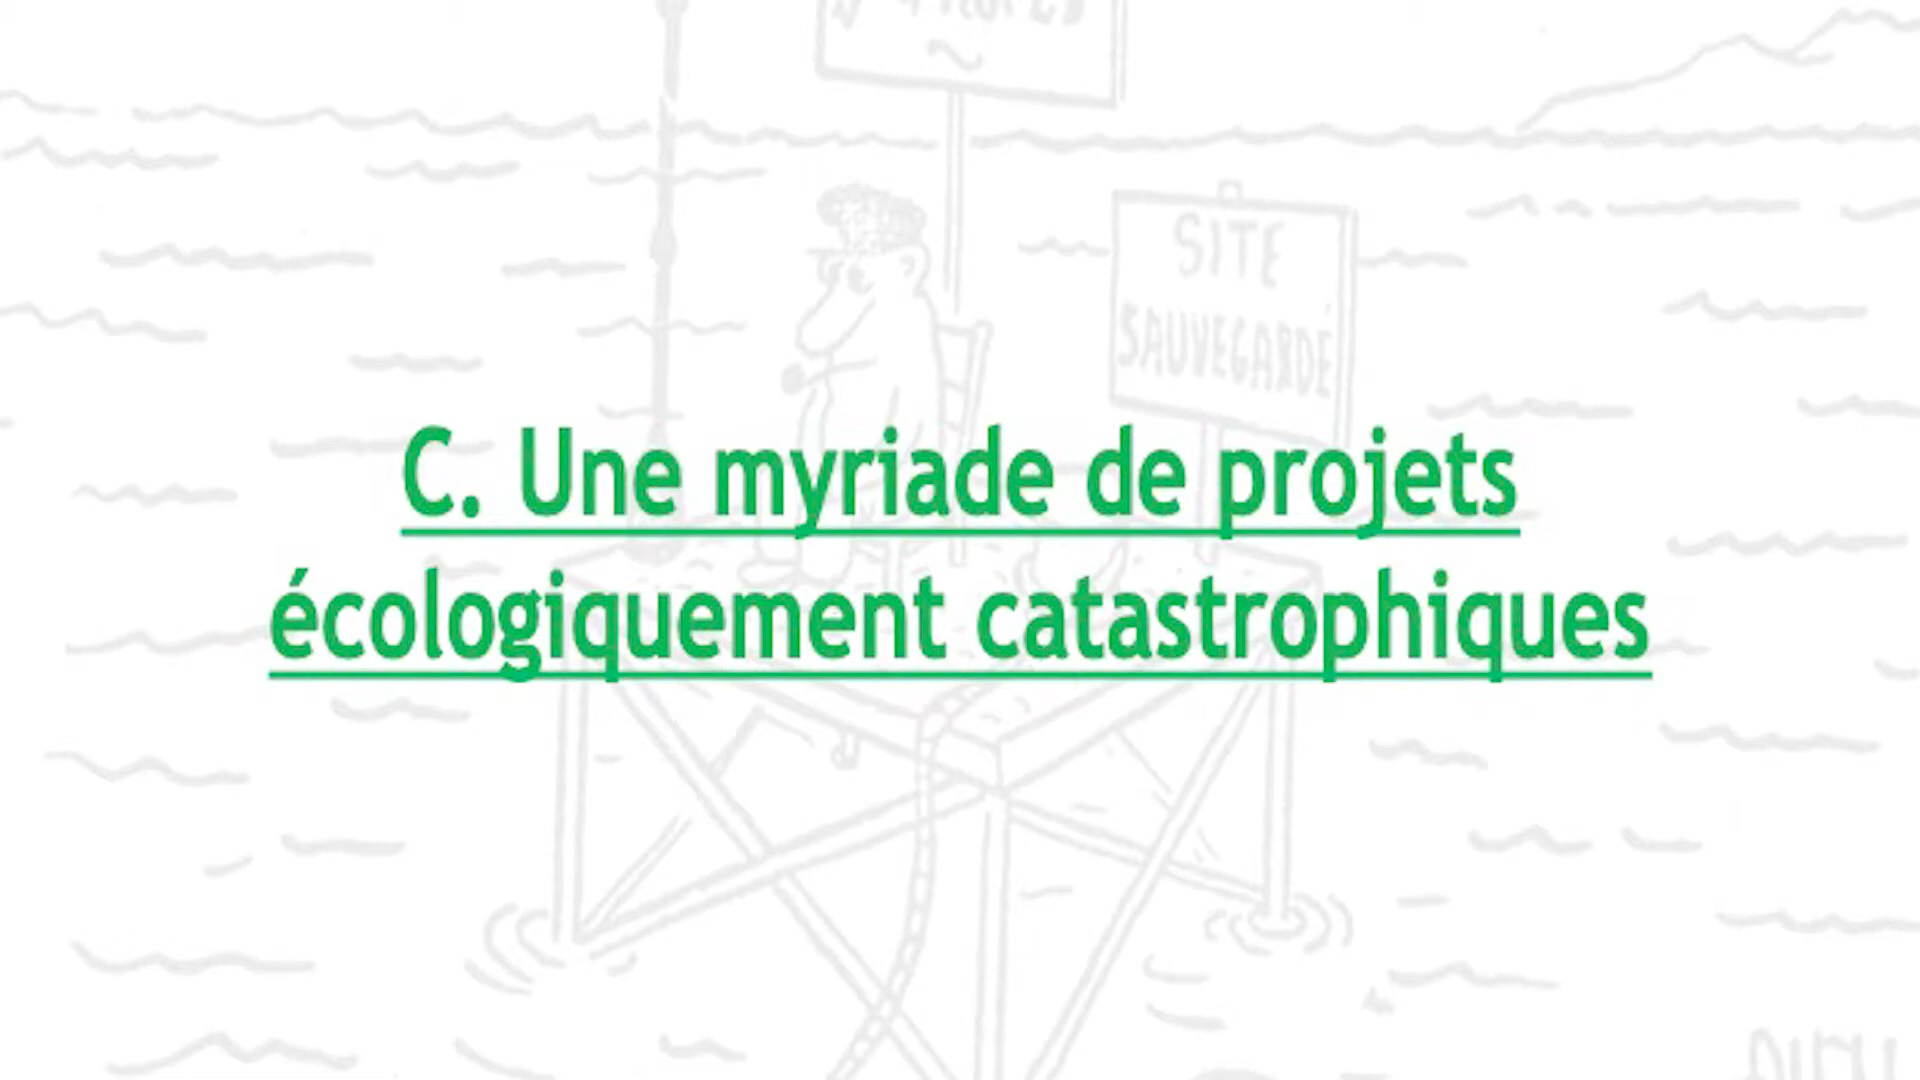 SITE
SAUVEGARDÉ
C. Une myriade de projets
écologiquement catastrophiques